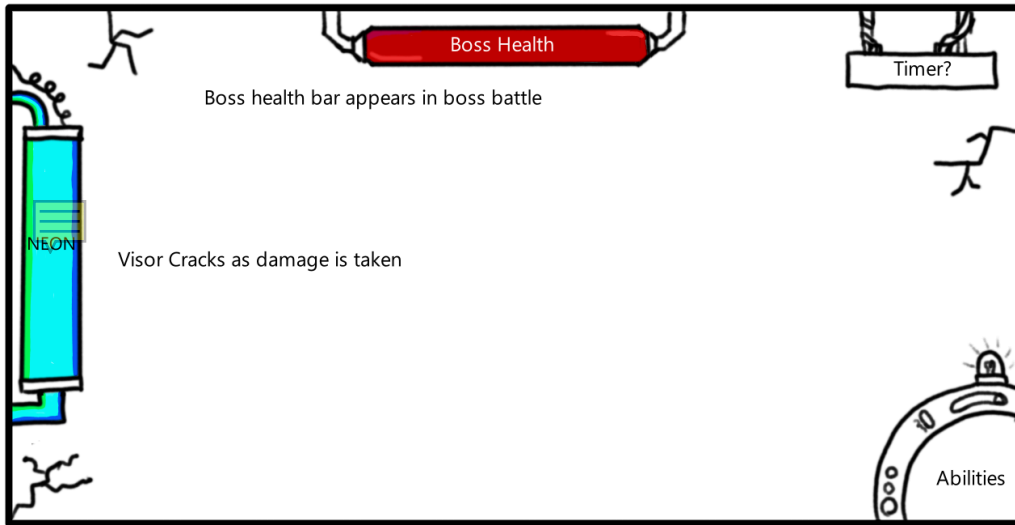 Boss Health
Timer?
Boss health bar appears in boss battle
NEON
Visor Cracks as damage is taken
Abilities